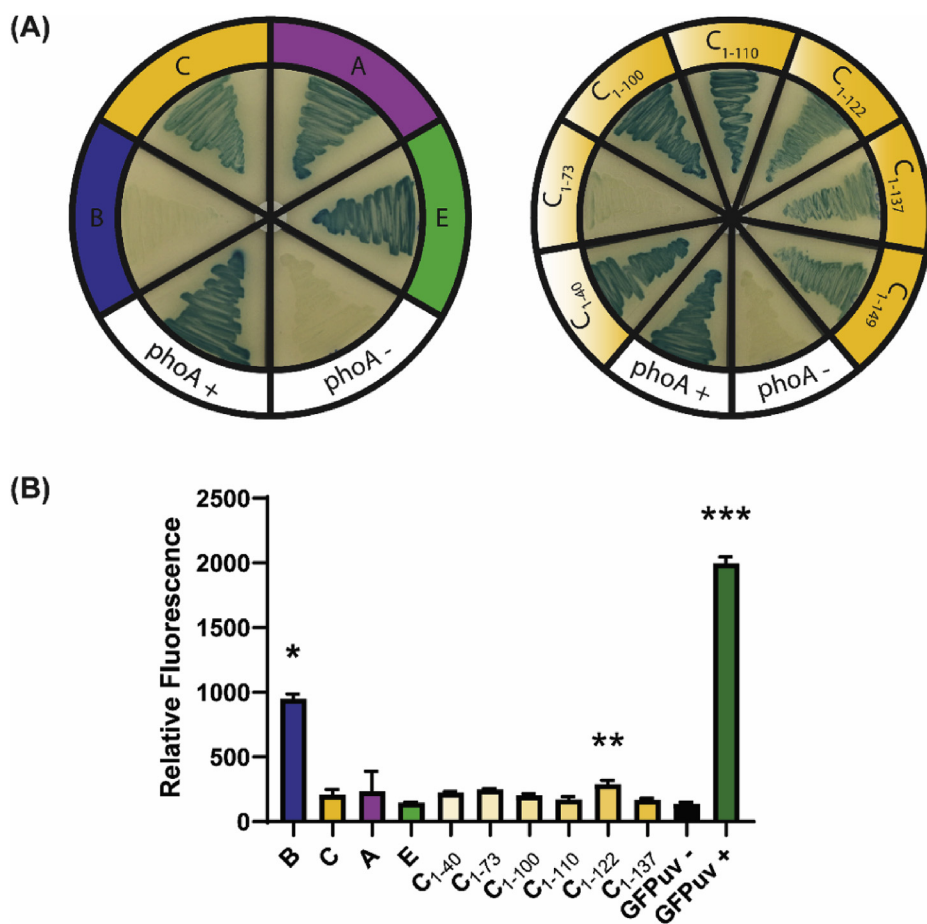 (A)
C
A
B
E
phoA +
phoA -
C1-100
C1-110
C1-122
C1-73
C1-137
C1-40
C1-149
phoA +
phoA -
(B)
Relative Fluorescence
2500
2000
1500
1000
500
0
*
**
***
B
C
A
E
C1-40
C1-73
C1-100
C1-110
C1-122
C1-137
GFPuv -
GFPuv +